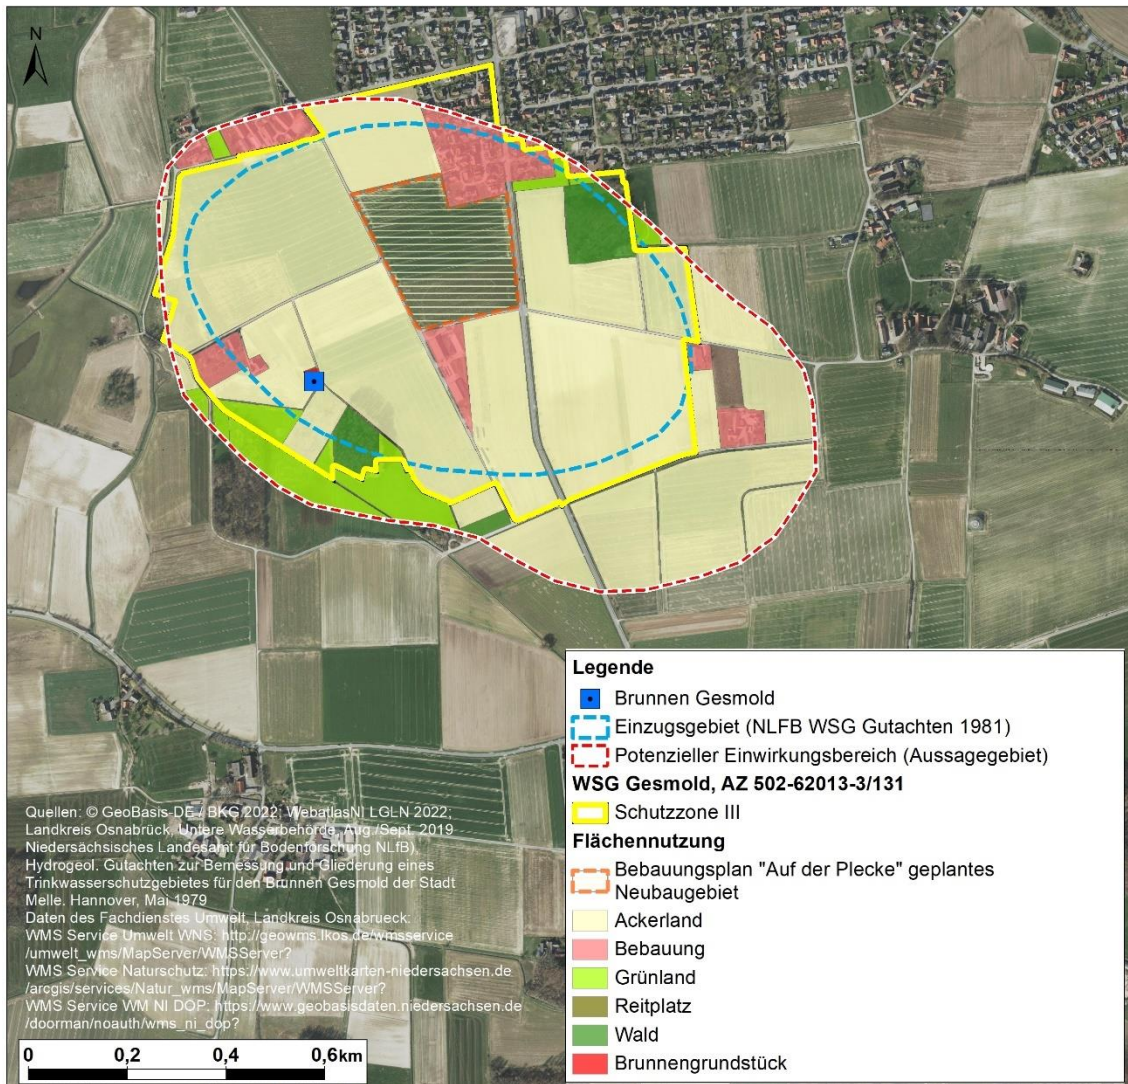 N
Legende
Brunnen Gesmold
Einzugsgebiet (NLFB WSG Gutachten 1981)
Potenzieller Einwirkungsbereich (Aussagegebiet)
WSG Gesmold, AZ 502-62013-3/131
Schutzzone III
Flächennutzung
Bebauungsplan "Auf der Plecke" geplantes
Neubaugebiet
Ackerland
Bebauung
Grünland
Reitplatz
Wald
Brunnengrundstück
Quellen: © GeoBasis-DE / BKG 2022; WebatlasNI LGLN 2022;
Landkreis Osnabrück, Untere Wasserbehörde, Aug./Sept. 2019
Niedersächsisches Landesamt für Bodenforschung NLfB),
Hydrogeol. Gutachten zur Bemessung und Gliederung eines
Trinkwasserschutzgebietes für den Brunnen Gesmold der Stadt
Melle. Hannover, Mai 1979
Daten des Fachdienstes Umwelt, Landkreis Osnabrueck:
WMS Service Umwelt WNS: http://geowms.lkos.de/wmsservice
/umwelt_wms/MapServer/WMSServer?
WMS Service Naturschutz: https://www.umweltkarten-niedersachsen.de
/arcgis/services/Natur_wms/MapServer/WMSServer?
WMS Service WM NI DOP: https://www.geobasisdaten.niedersachsen.de
/doorman/noauth/wms_ni_dop?
0 0,2 0,4 0,6 km